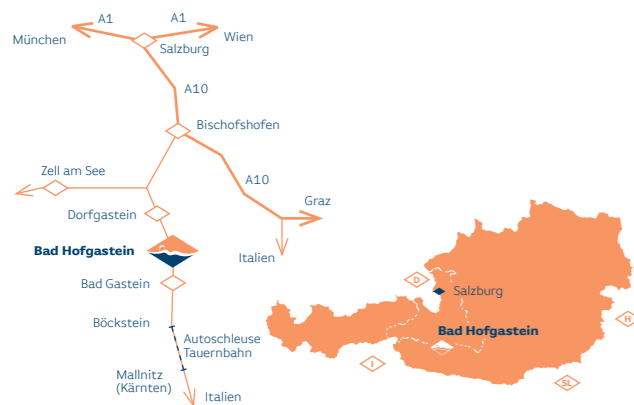 A1
A1
München
Wien
Salzburg
A10
Bischofshofen
Zell am See
A10
Dorfgastein
Graz
Bad Hofgastein
Italien
Bad Gastein
Böckstein
Autoschleuse
Tauernbahn
Mallnitz
(Kärnten)
Italien
D
Salzburg
H
Bad Hofgastein
I
SL